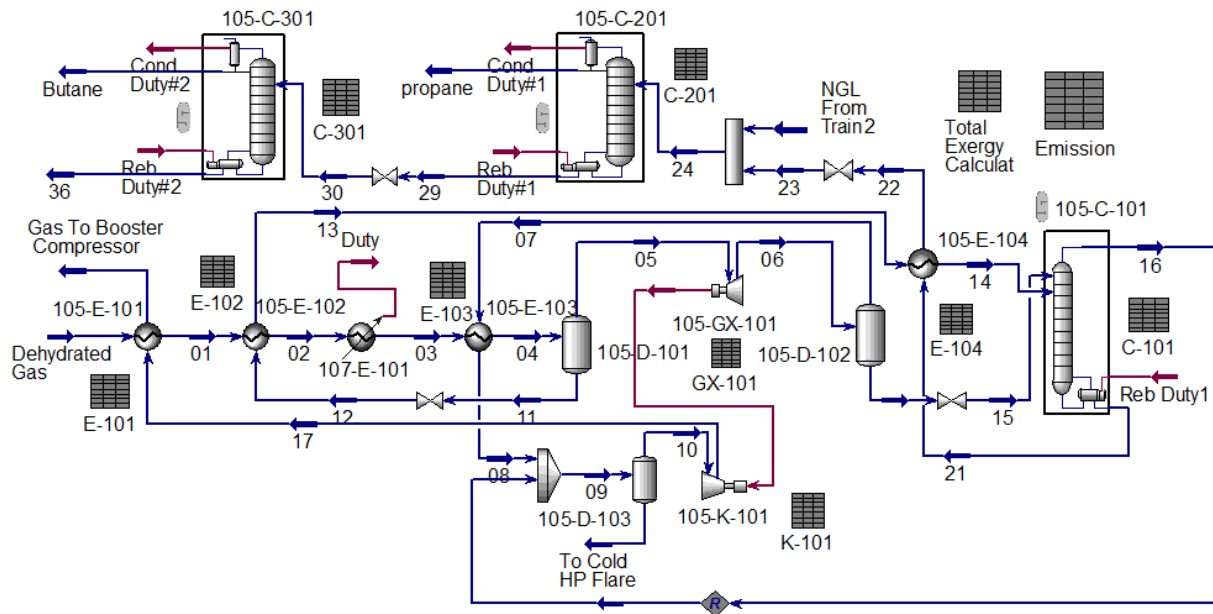 105-C-301
105-C-201
Cond
Duty#2
Butane
C-301
Reb
Duty#2
36
30
29
Cond
Duty#1
propane
C-201
Reb
Duty#1
24
NGL
From
Train2
23
22
Total
Exergy
Calculat
Emission
Gas To Booster
Compressor
13
Duty
07
05
06
105-C-101
16
105-E-104
14
E-102
105-E-101
105-E-102
E-103
105-E-103
105-GX-101
105-D-101
105-D-102
E-104
C-101
Dehydrated
Gas
01
02
107-E-101
03
04
GX-101
15
Reb Duty1
E-101
12
11
17
21
10
08
09
105-D-103
105-K-101
K-101
To Cold
HP Flare
R